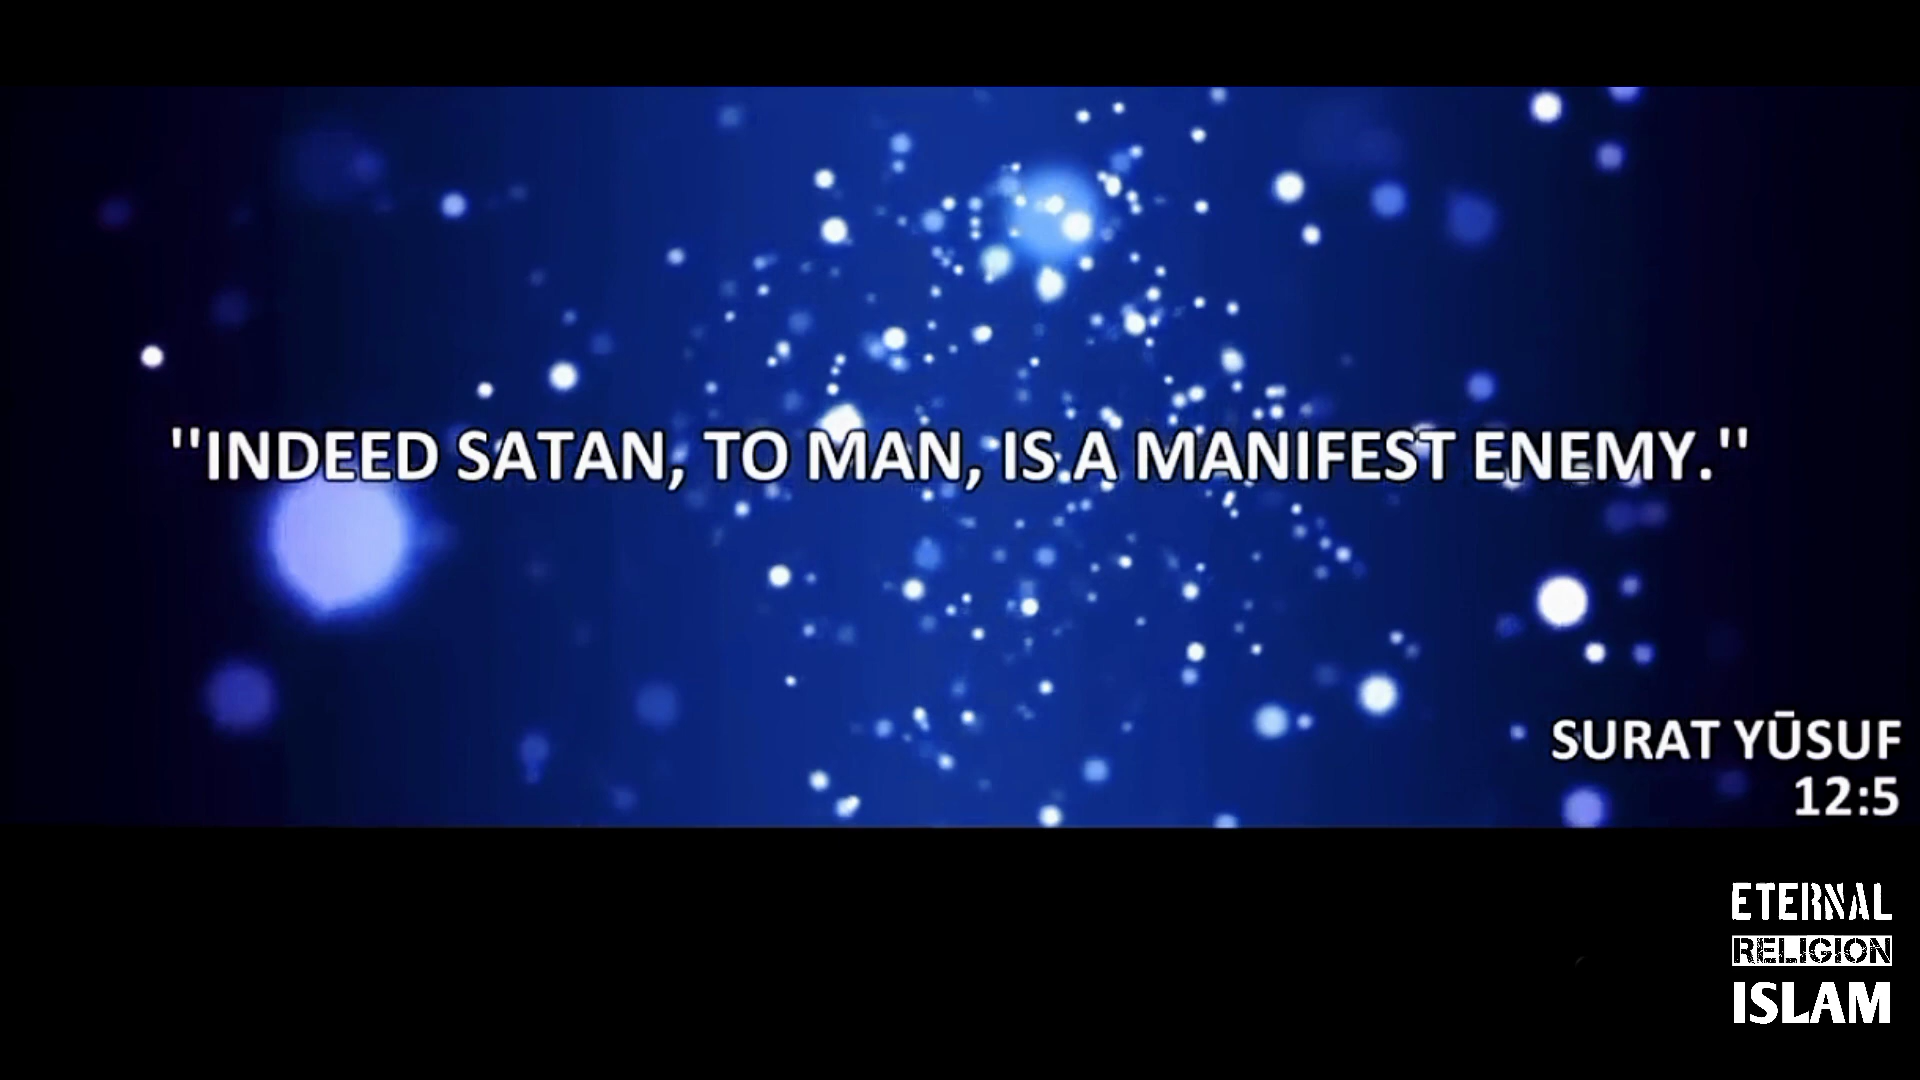 "INDEED SATAN, TO MAN, IS A MANIFEST ENEMY."
SURAT YŪSUF
12:5
ETERNAL
RELIGION
ISLAM